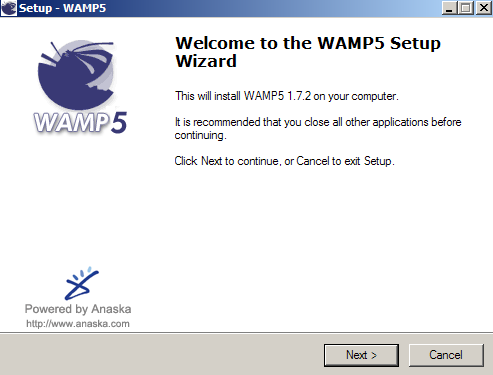 Setup - WAMP5
WAMP5
Welcome to the WAMP5 Setup
Wizard
This will install WAMP5 1.7.2 on your computer.
It is recommended that you close all other applications before
continuing.
Click Next to continue, or Cancel to exit Setup.
Powered by Anaska
http://www.anaska.com
Next >
Cancel